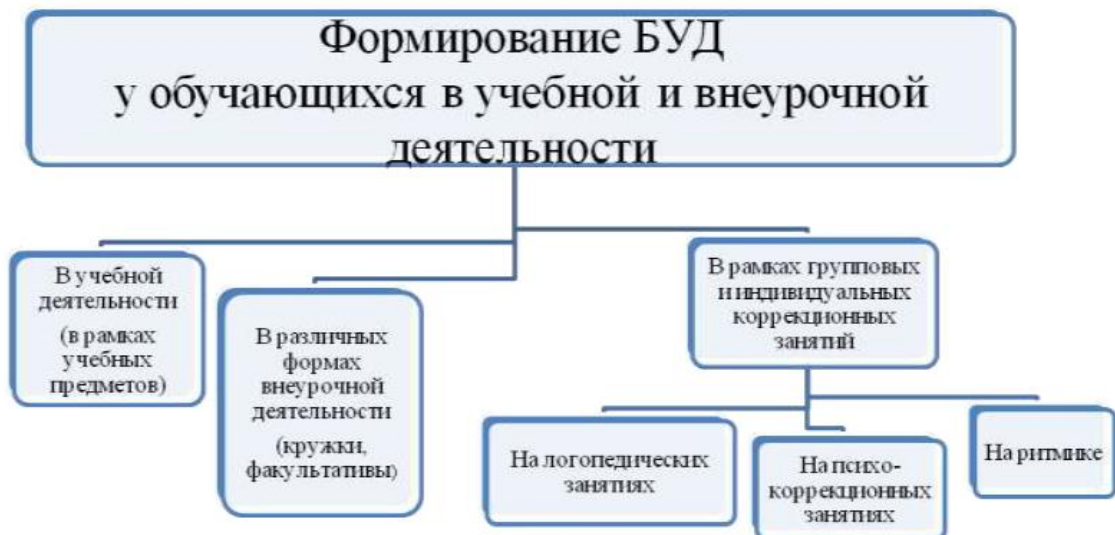 Формирование БУД
у обучающихся в учебной и внеурочной
деятельности
В учебной
деятельности
(в рамках
учебных
предметов)
В различных
формах
внеурочной
деятельности
(кружки,
факультативы)
В рамках групповых
и индивидуальных
коррекционных
занятий
На логопедических
занятиях
На психо-
коррекционных
занятиях
На ритмике